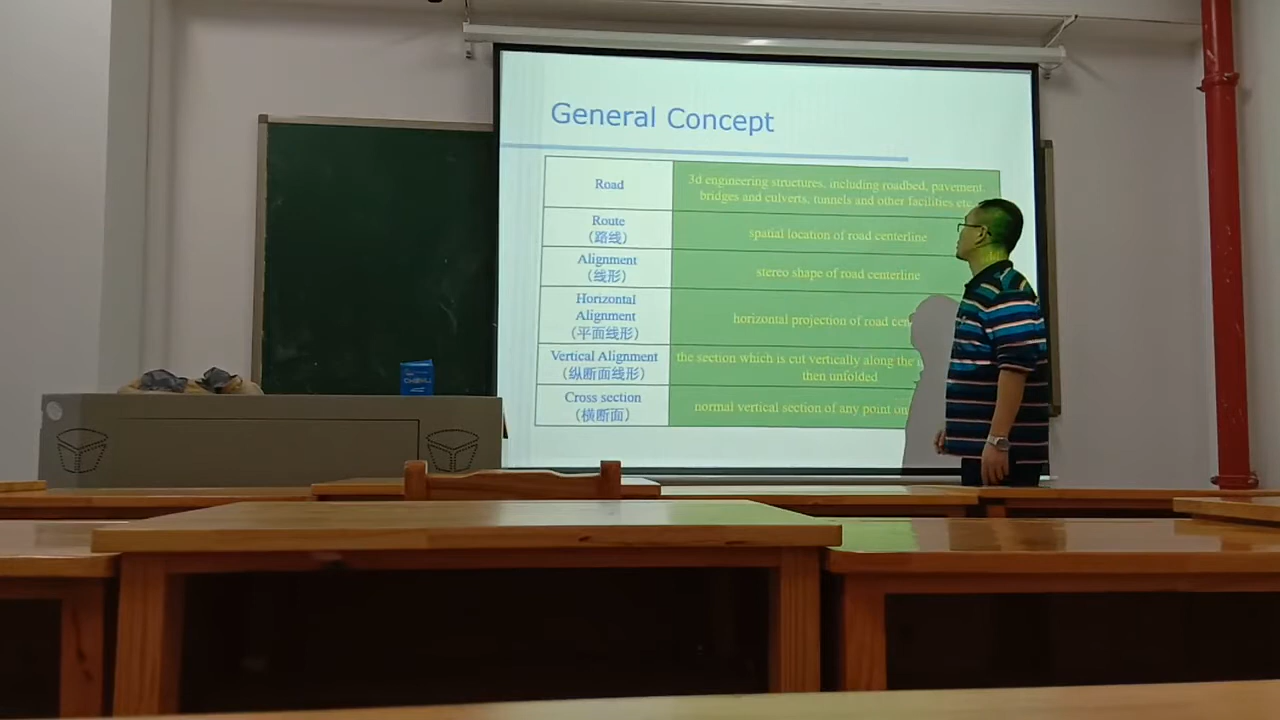 General Concept
Road
3d engineering structures, including roadbed, pavement,
bridges and culverts, tunnels and other facilities etc.
Route
（路线）
spatial location of road centerline
Alignment
（线形）
stereo shape of road centerline
Horizontal
Alignment
（平面线形）
horizontal projection of road cen
Vertical Alignment
（纵断面线形）
the section which is cut vertically along the
then unfolded
Cross section
（横断面）
normal vertical section of any point on